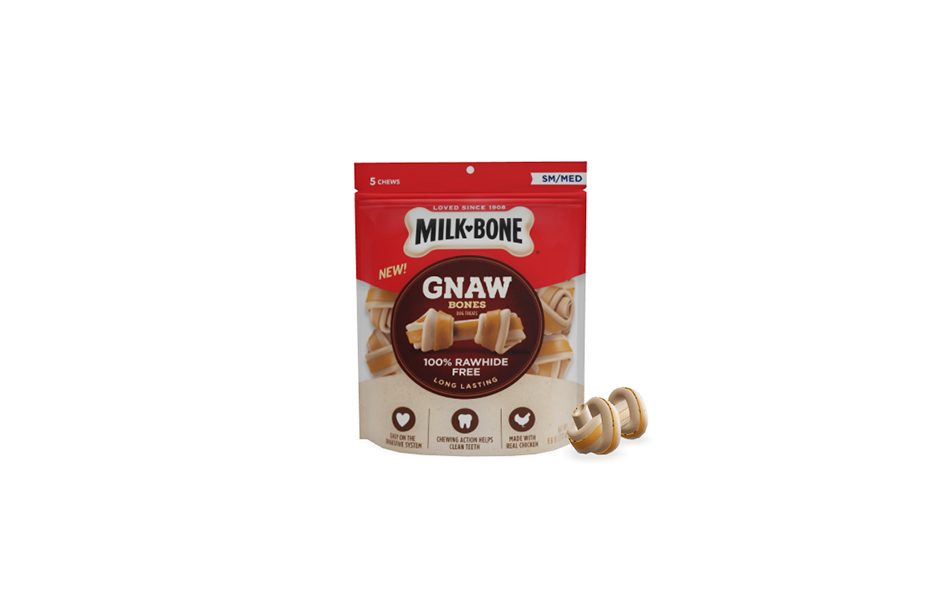 5 CHEWS
SM/MED
LOVED SINCE 1908
MILK-BONE
NEW!
GNAW
BONES
DOG TREATS
100% RAWHIDE
FREE
LONG LASTING
EASY ON THE
DIGESTIVE SYSTEM
CHEWING ACTION HELPS
CLEAN TEETH
MADE WITH
REAL CHICKEN